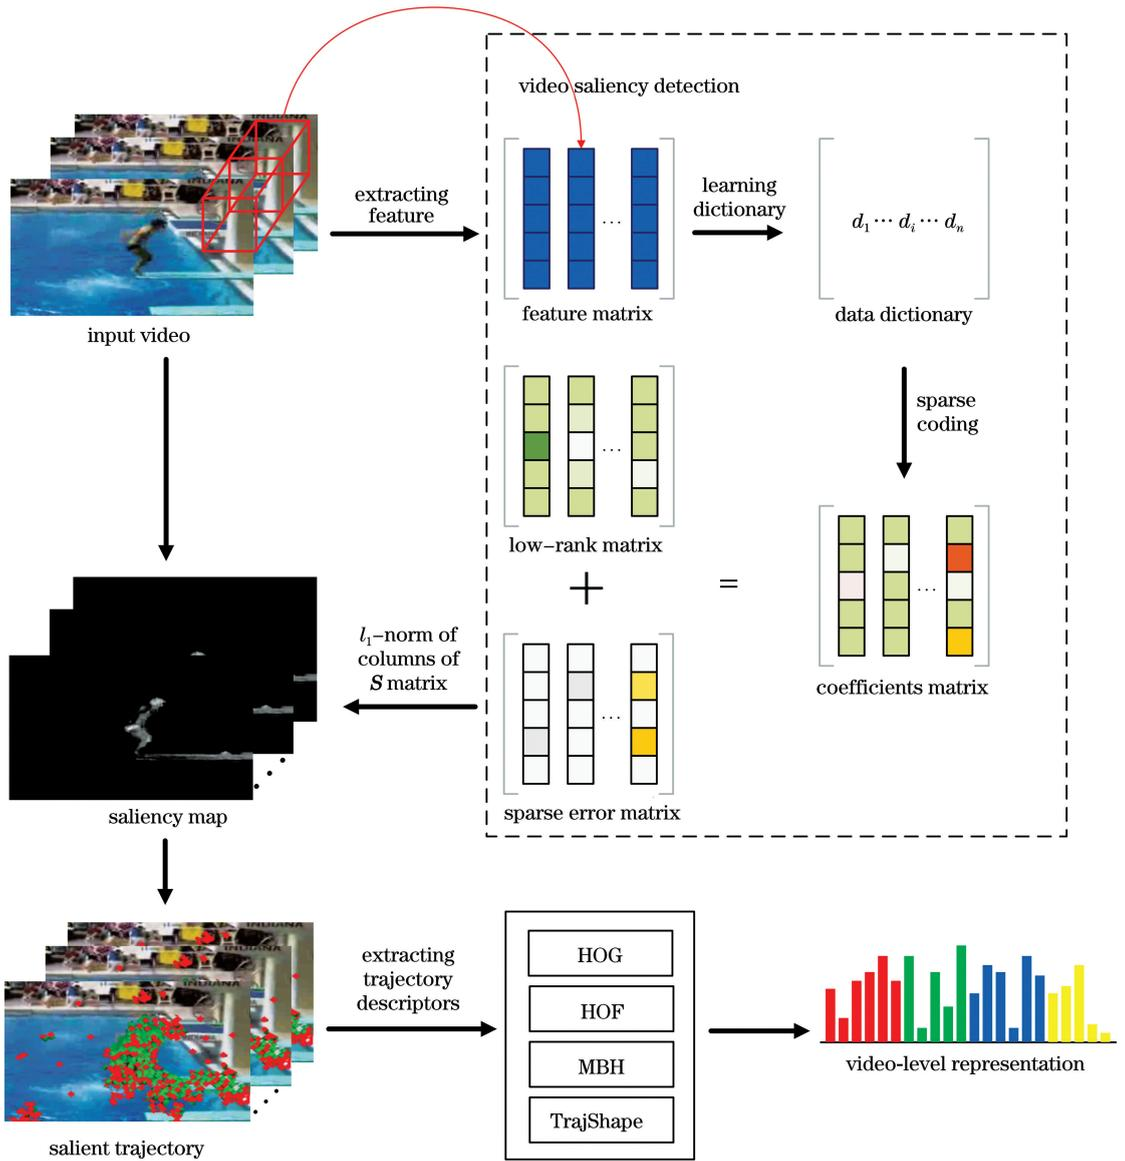 video saliency detection
extracting
feature
learning
dictionary
d₁ ⋯ dᵢ ⋯ dₙ
...
input video
feature matrix
data dictionary
sparse
coding
...
low–rank matrix
+
=
...
l₁–norm of
columns of
S matrix
...
coefficients matrix
saliency map
sparse error matrix
INDIANA
INDIANA
extracting
trajectory
descriptors
HOG
HOF
MBH
TrajShape
video-level representation
salient trajectory